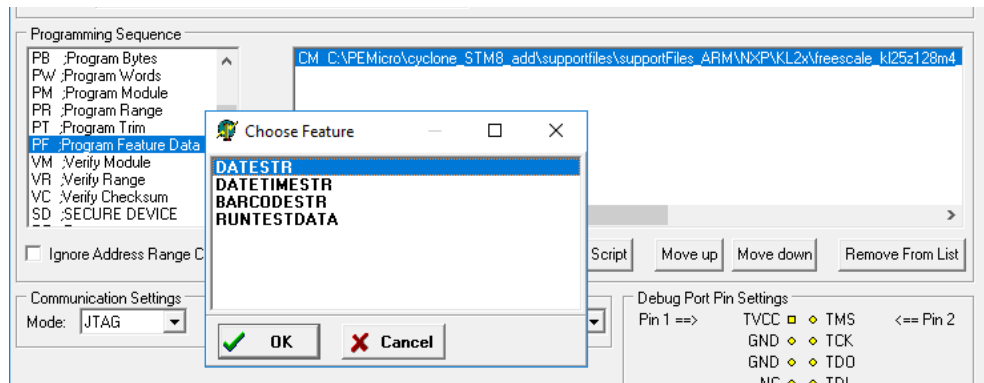 Programming Sequence
PB ;Program Bytes
PW ;Program Words
PM ;Program Module
PR ;Program Range
PT ;Program Trim
PF ;Program Feature Data
VM ;Verify Module
VR ;Verify Range
VC ;Verify Checksum
SD ;SECURE DEVICE
CM C:\PEMicro\cyclone_STM8_add\supportfiles\supportFiles_ARM\NXP\KL2x\freescale_kl25z128m4
Choose Feature
DATESTR
DATETIMESTR
BARCODESTR
RUNTESTDATA
OK
Cancel
Ignore Address Range C
Script
Move up
Move down
Remove From List
Communication Settings
Mode: JTAG
Debug Port Pin Settings
Pin 1 ==> TVCC TMS <== Pin 2
GND TCK
GND TDO
NC TDI